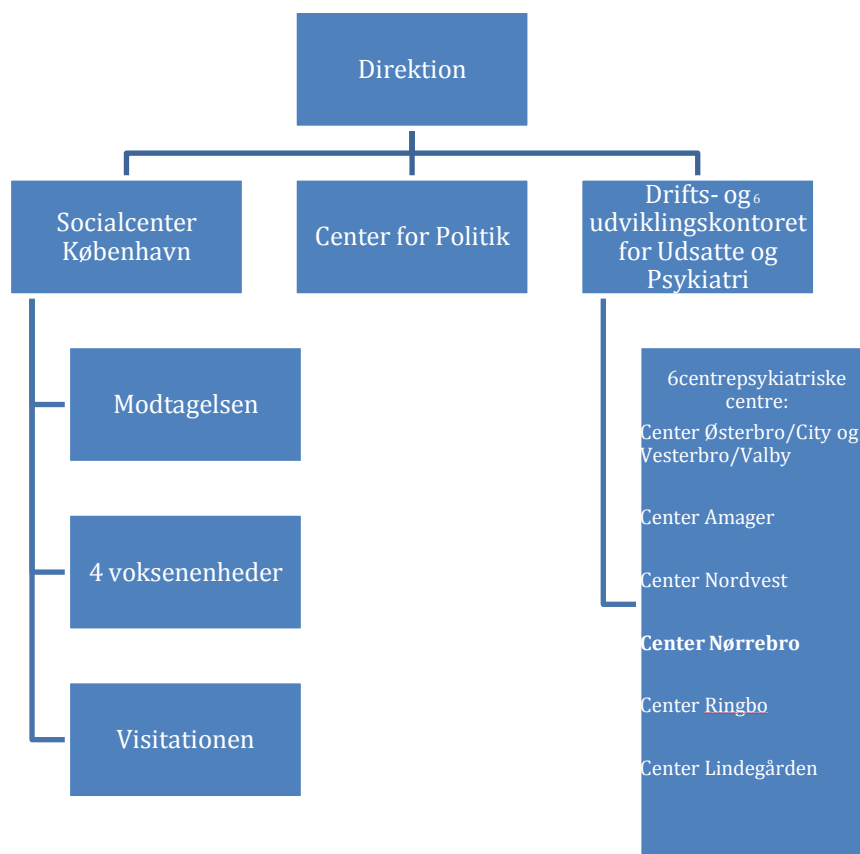 Direktion
Socialcenter
København
Center for Politik
Drifts- og 6
udviklingskontoret
for Udsatte og
Psykiatri
Modtagelsen
4 voksenenheder
Visitationen
6centrepsykiatriske
centre:
Center Østerbro/City og
Vesterbro/Valby
Center Amager
Center Nordvest
Center Nørrebro
Center Ringbo
Center Lindegården